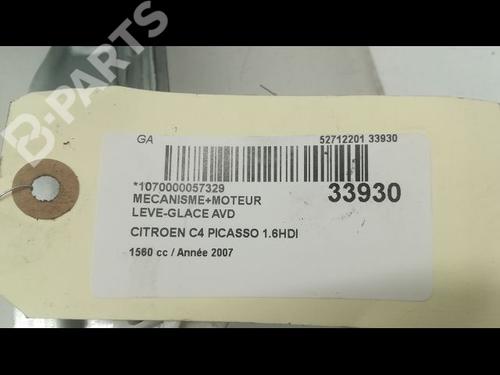 B-PARTS
GA 52712201 33930
*1070000057329 33930
MECANISME+MOTEUR
LEVE-GLACE AVD
CITROEN C4 PICASSO 1.6HDI
1560 cc / Année 2007